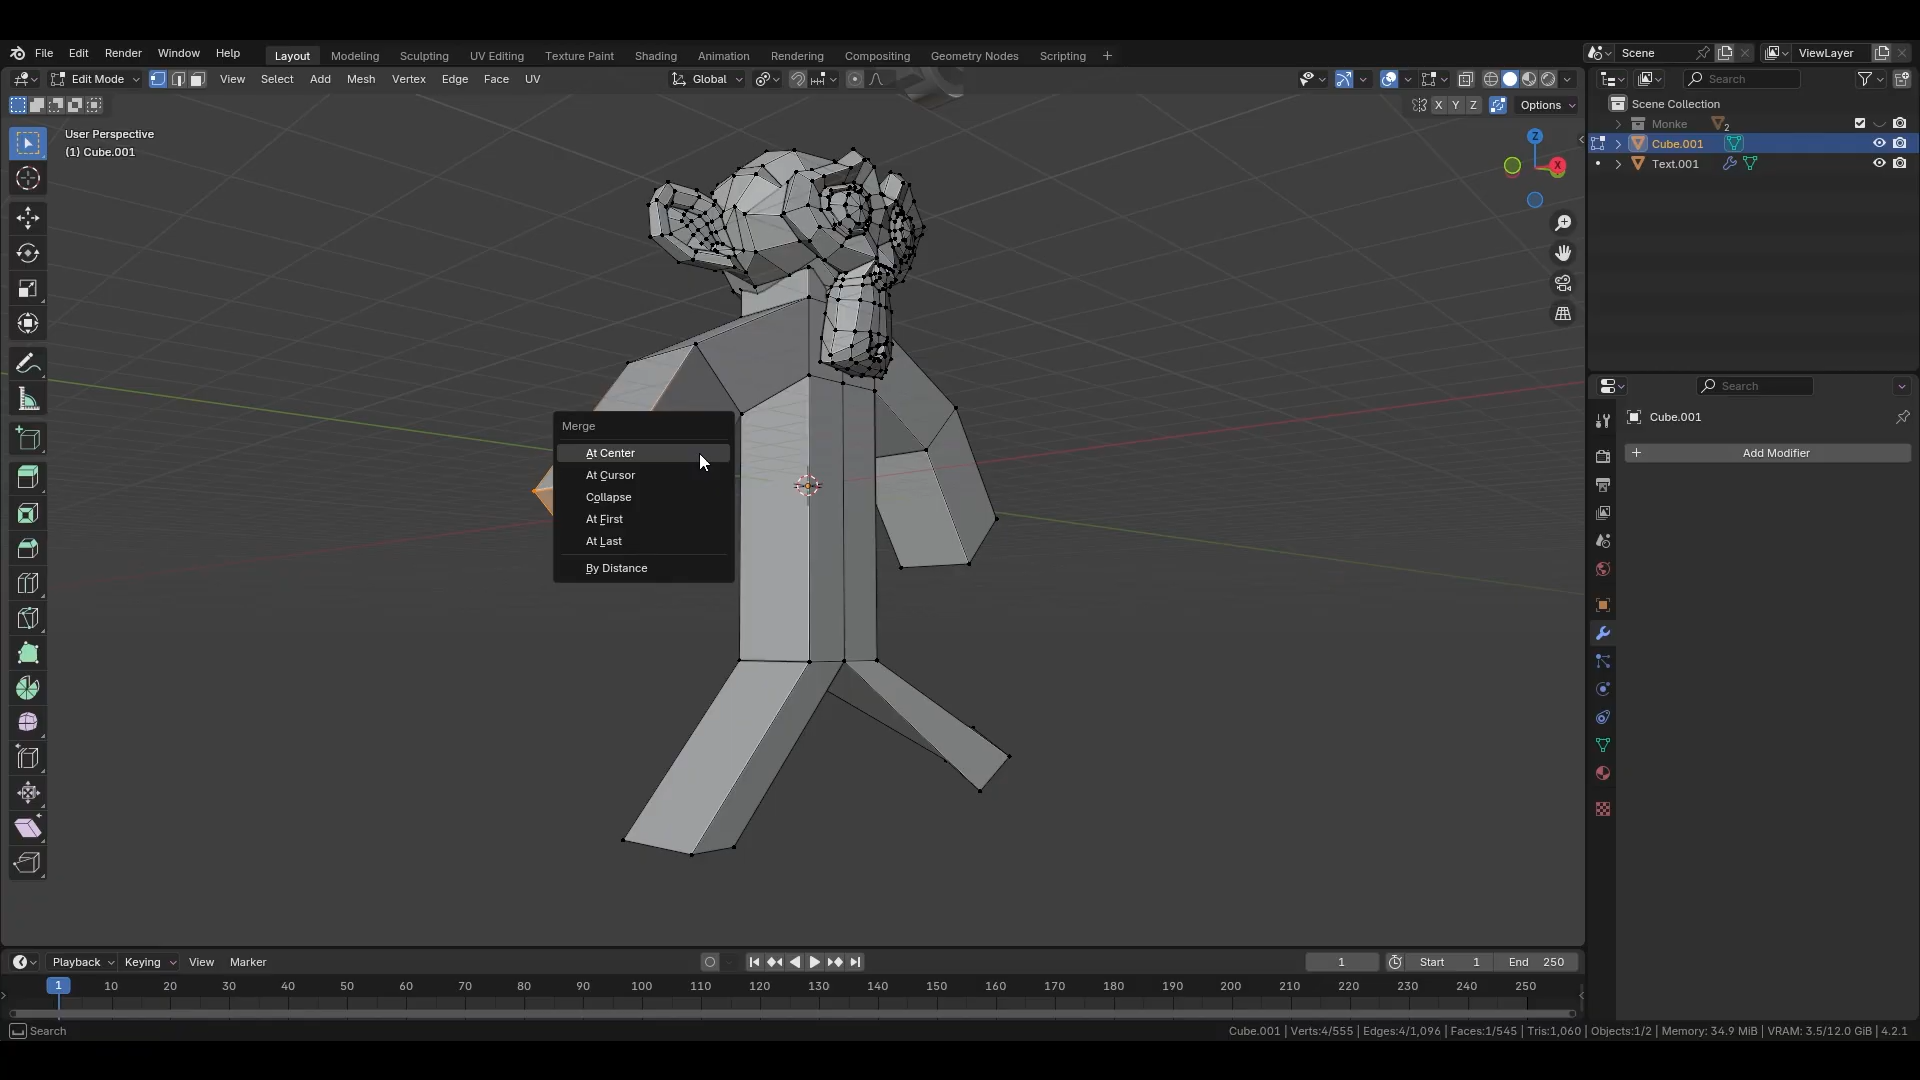 File Edit Render Window Help Layout Modeling Sculpting UV Editing Texture Paint Shading Animation Rendering Compositing Geometry Nodes Scripting + Scene ViewLayer
Edit Mode View Select Add Mesh Vertex Edge Face UV Global Search
X Y Z Options
Scene Collection
Monke 2
Cube.001
Text.001
User Perspective
(1) Cube.001
Z
X
Search
Cube.001
+ Add Modifier
Merge
At Center
At Cursor
Collapse
At First
At Last
By Distance
Playback Keying View Marker 1 Start 1 End 250
1 10 20 30 40 50 60 70 80 90 100 110 120 130 140 150 160 170 180 190 200 210 220 230 240 250
Search Cube.001 | Verts:4/555 | Edges:4/1,096 | Faces:1/545 | Tris:1,060 | Objects:1/2 | Memory: 34.9 MiB | VRAM: 3.5/12.0 GiB | 4.2.1